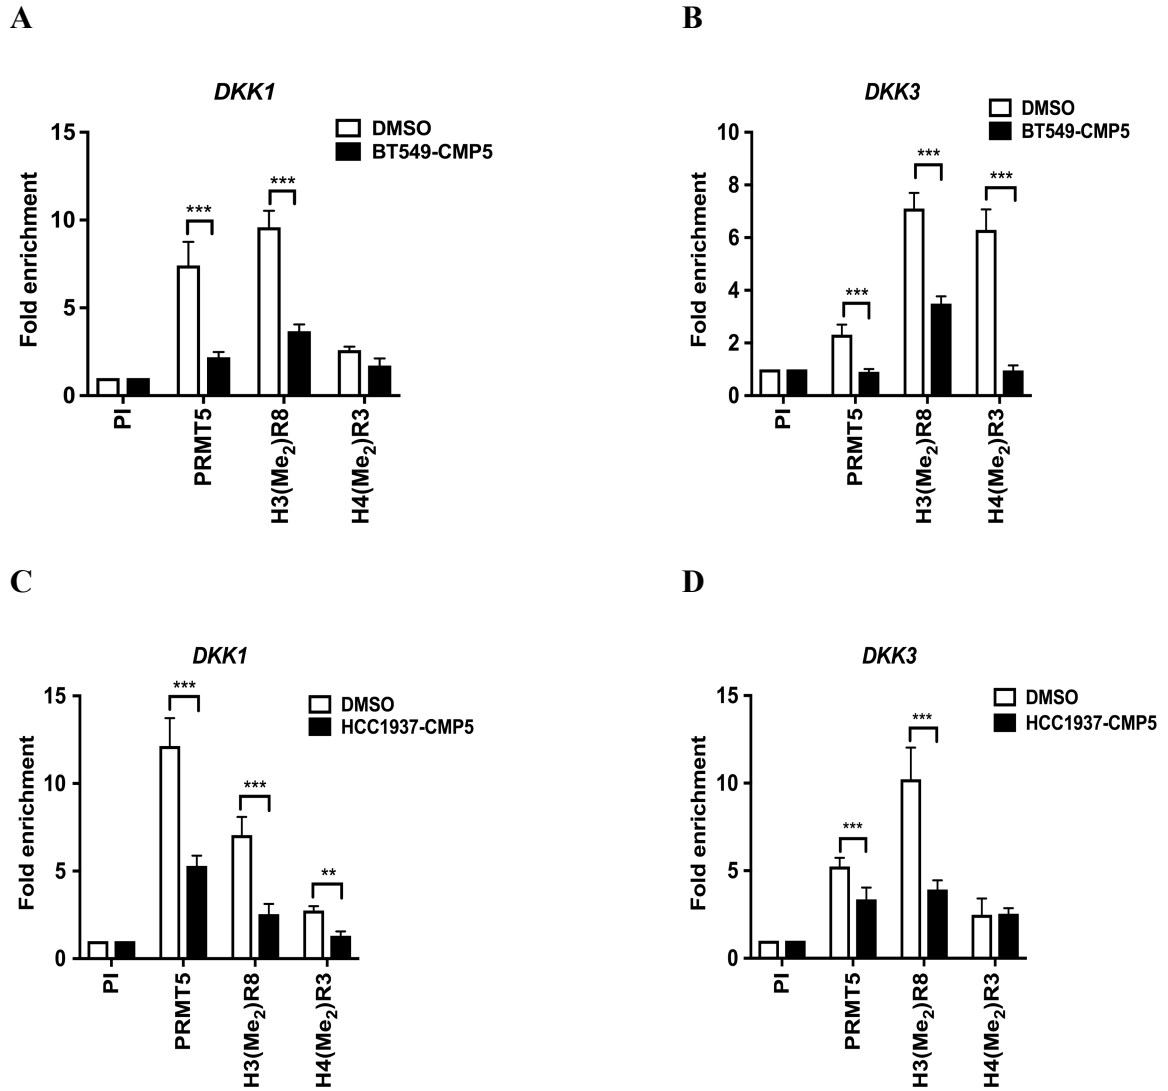 A
DKK1
DMSO
BT549-CMP5
15
10
5
0
Fold enrichment
***
***
PI
PRMT5
H3(Me₂)R8
H4(Me₂)R3
B
DKK3
DMSO
BT549-CMP5
10
8
6
4
2
0
Fold enrichment
***
***
***
PI
PRMT5
H3(Me₂)R8
H4(Me₂)R3
C
DKK1
DMSO
HCC1937-CMP5
15
10
5
0
Fold enrichment
***
***
**
PI
PRMT5
H3(Me₂)R8
H4(Me₂)R3
D
DKK3
DMSO
HCC1937-CMP5
15
10
5
0
Fold enrichment
***
***
PI
PRMT5
H3(Me₂)R8
H4(Me₂)R3